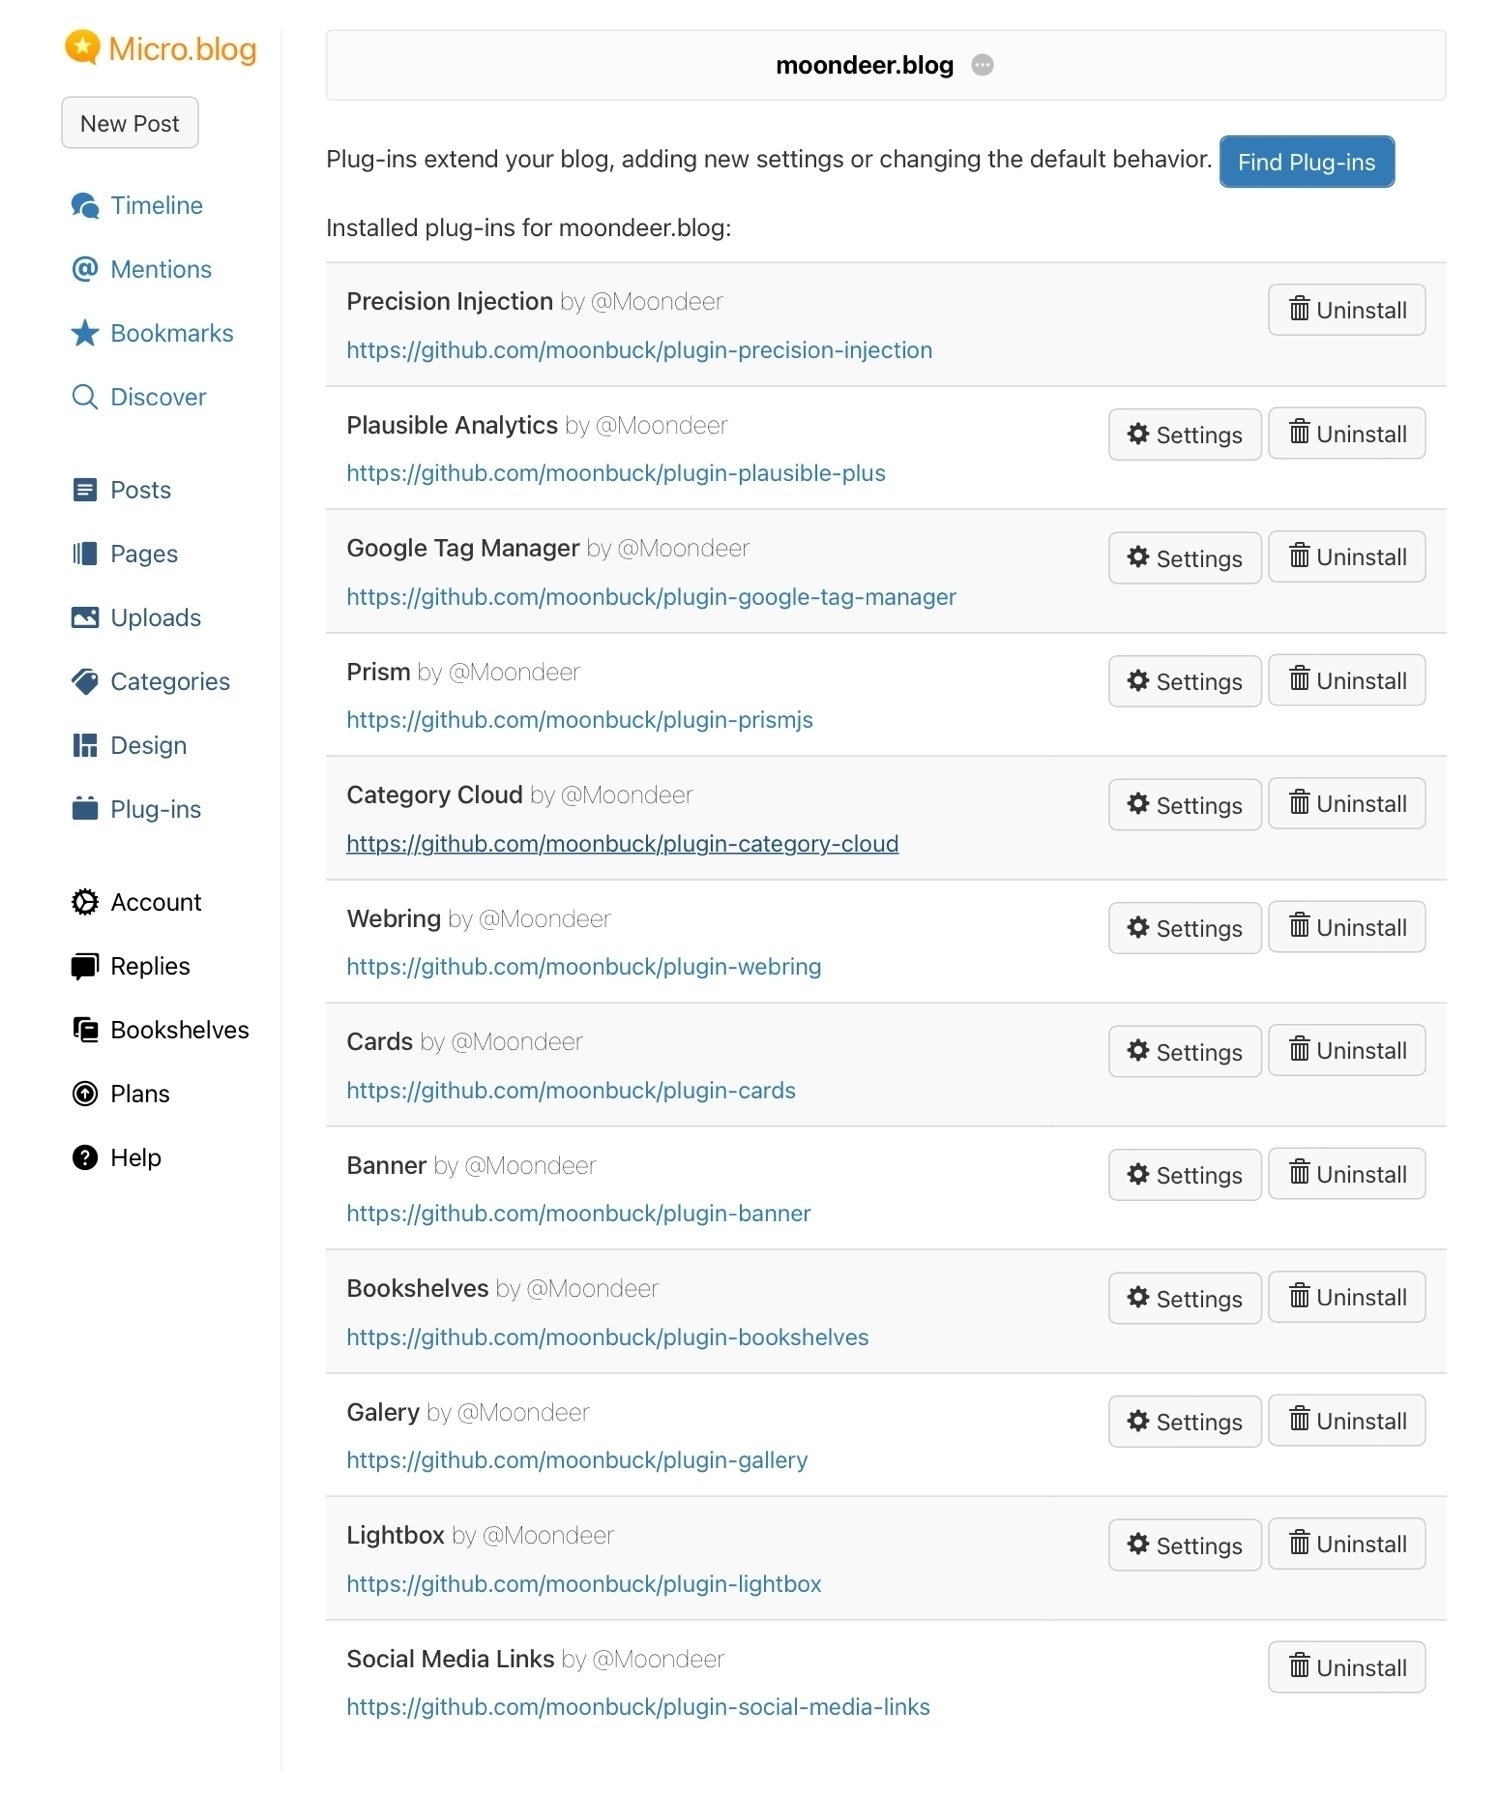 Micro.blog
New Post
Timeline
Mentions
Bookmarks
Discover
Posts
Pages
Uploads
Categories
Design
Plug-ins
Account
Replies
Bookshelves
Plans
Help
moondeer.blog
Plug-ins extend your blog, adding new settings or changing the default behavior. Find Plug-ins
Installed plug-ins for moondeer.blog:
Precision Injection by @Moondeer Uninstall
https://github.com/moonbuck/plugin-precision-injection
Plausible Analytics by @Moondeer Settings Uninstall
https://github.com/moonbuck/plugin-plausible-plus
Google Tag Manager by @Moondeer Settings Uninstall
https://github.com/moonbuck/plugin-google-tag-manager
Prism by @Moondeer Settings Uninstall
https://github.com/moonbuck/plugin-prismjs
Category Cloud by @Moondeer Settings Uninstall
https://github.com/moonbuck/plugin-category-cloud
Webring by @Moondeer Settings Uninstall
https://github.com/moonbuck/plugin-webring
Cards by @Moondeer Settings Uninstall
https://github.com/moonbuck/plugin-cards
Banner by @Moondeer Settings Uninstall
https://github.com/moonbuck/plugin-banner
Bookshelves by @Moondeer Settings Uninstall
https://github.com/moonbuck/plugin-bookshelves
Galery by @Moondeer Settings Uninstall
https://github.com/moonbuck/plugin-gallery
Lightbox by @Moondeer Settings Uninstall
https://github.com/moonbuck/plugin-lightbox
Social Media Links by @Moondeer Uninstall
https://github.com/moonbuck/plugin-social-media-links